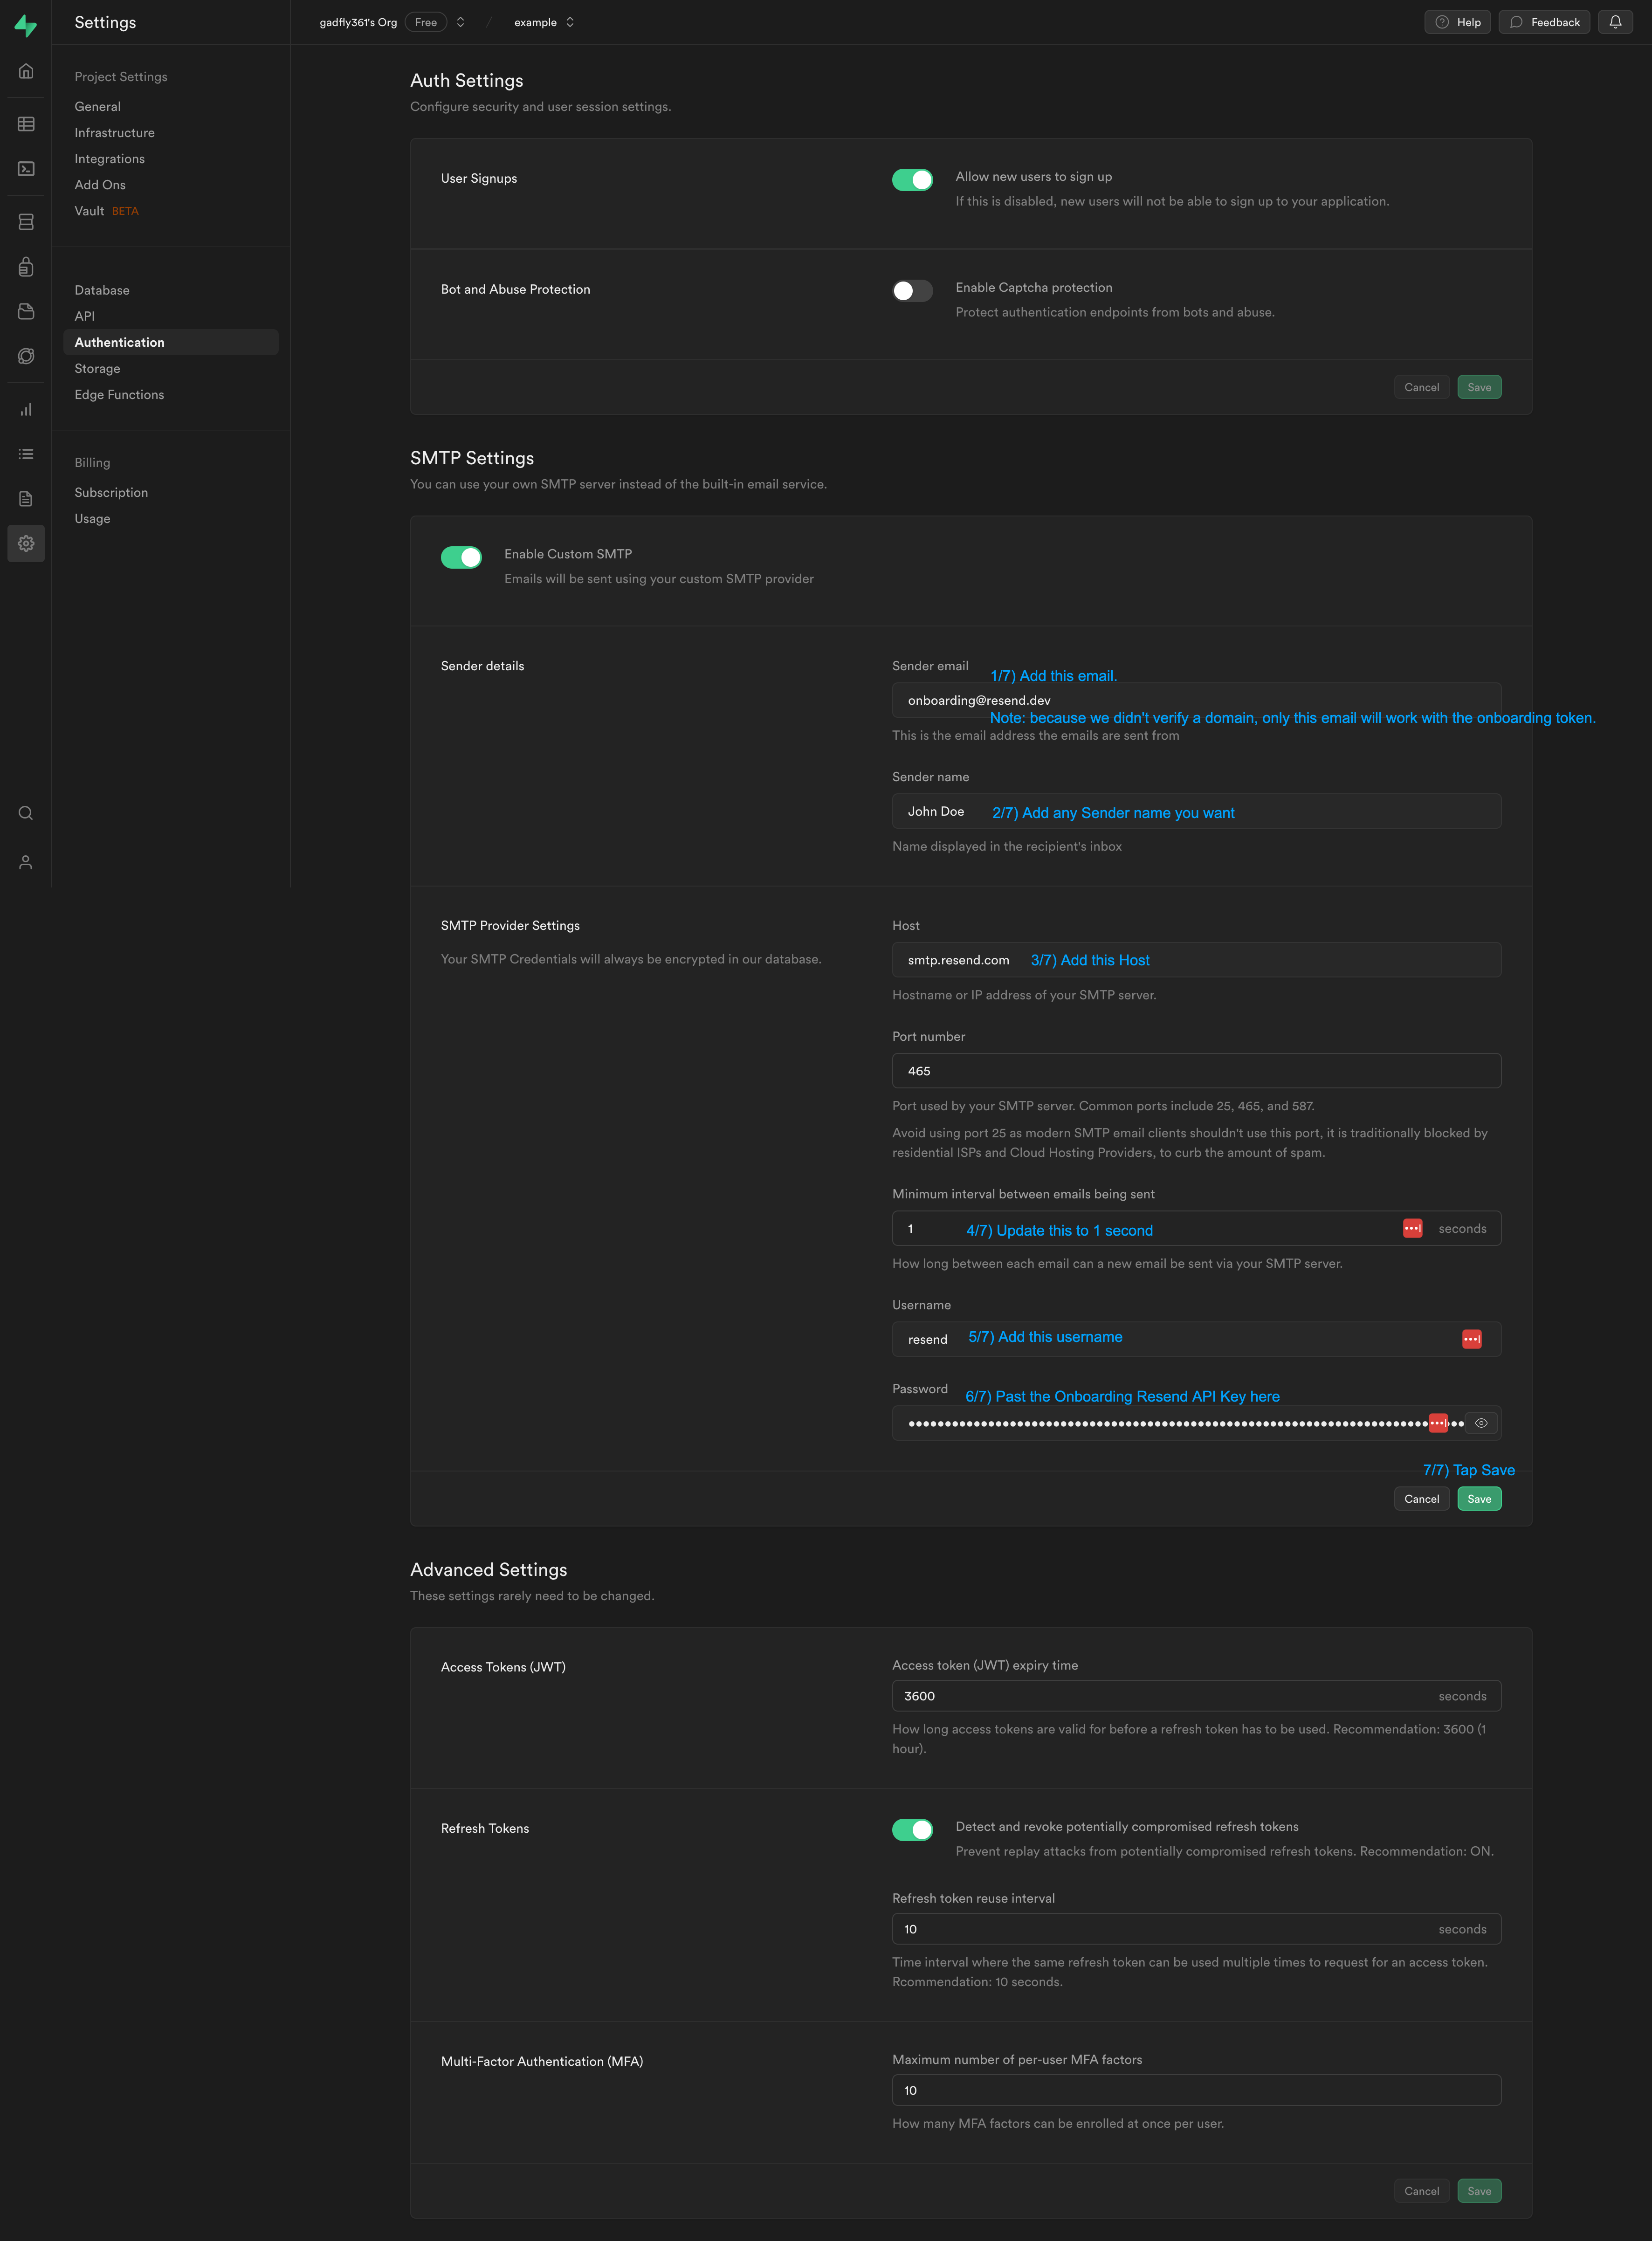 Settings
gadfly361's Org Free / example
Help
Feedback
Project Settings
General
Infrastructure
Integrations
Add Ons
Vault BETA
Database
API
Authentication
Storage
Edge Functions
Billing
Subscription
Usage
Auth Settings
Configure security and user session settings.
User Signups
Allow new users to sign up
If this is disabled, new users will not be able to sign up to your application.
Bot and Abuse Protection
Enable Captcha protection
Protect authentication endpoints from bots and abuse.
Cancel
Save
SMTP Settings
You can use your own SMTP server instead of the built-in email service.
Enable Custom SMTP
Emails will be sent using your custom SMTP provider
Sender details
Sender email
1/7) Add this email.
onboarding@resend.dev
Note: because we didn't verify a domain, only this email will work with the onboarding token.
This is the email address the emails are sent from
Sender name
John Doe
2/7) Add any Sender name you want
Name displayed in the recipient's inbox
SMTP Provider Settings
Your SMTP Credentials will always be encrypted in our database.
Host
smtp.resend.com
3/7) Add this Host
Hostname or IP address of your SMTP server.
Port number
465
Port used by your SMTP server. Common ports include 25, 465, and 587.
Avoid using port 25 as modern SMTP email clients shouldn't use this port, it is traditionally blocked by
residential ISPs and Cloud Hosting Providers, to curb the amount of spam.
Minimum interval between emails being sent
1
4/7) Update this to 1 second
seconds
How long between each email can a new email be sent via your SMTP server.
Username
resend
5/7) Add this username
Password
6/7) Past the Onboarding Resend API Key here
7/7) Tap Save
Cancel
Save
Advanced Settings
These settings rarely need to be changed.
Access Tokens (JWT)
Access token (JWT) expiry time
3600
seconds
How long access tokens are valid for before a refresh token has to be used. Recommendation: 3600 (1
hour).
Refresh Tokens
Detect and revoke potentially compromised refresh tokens
Prevent replay attacks from potentially compromised refresh tokens. Recommendation: ON.
Refresh token reuse interval
10
seconds
Time interval where the same refresh token can be used multiple times to request for an access token.
Rcommendation: 10 seconds.
Multi-Factor Authentication (MFA)
Maximum number of per-user MFA factors
10
How many MFA factors can be enrolled at once per user.
Cancel
Save